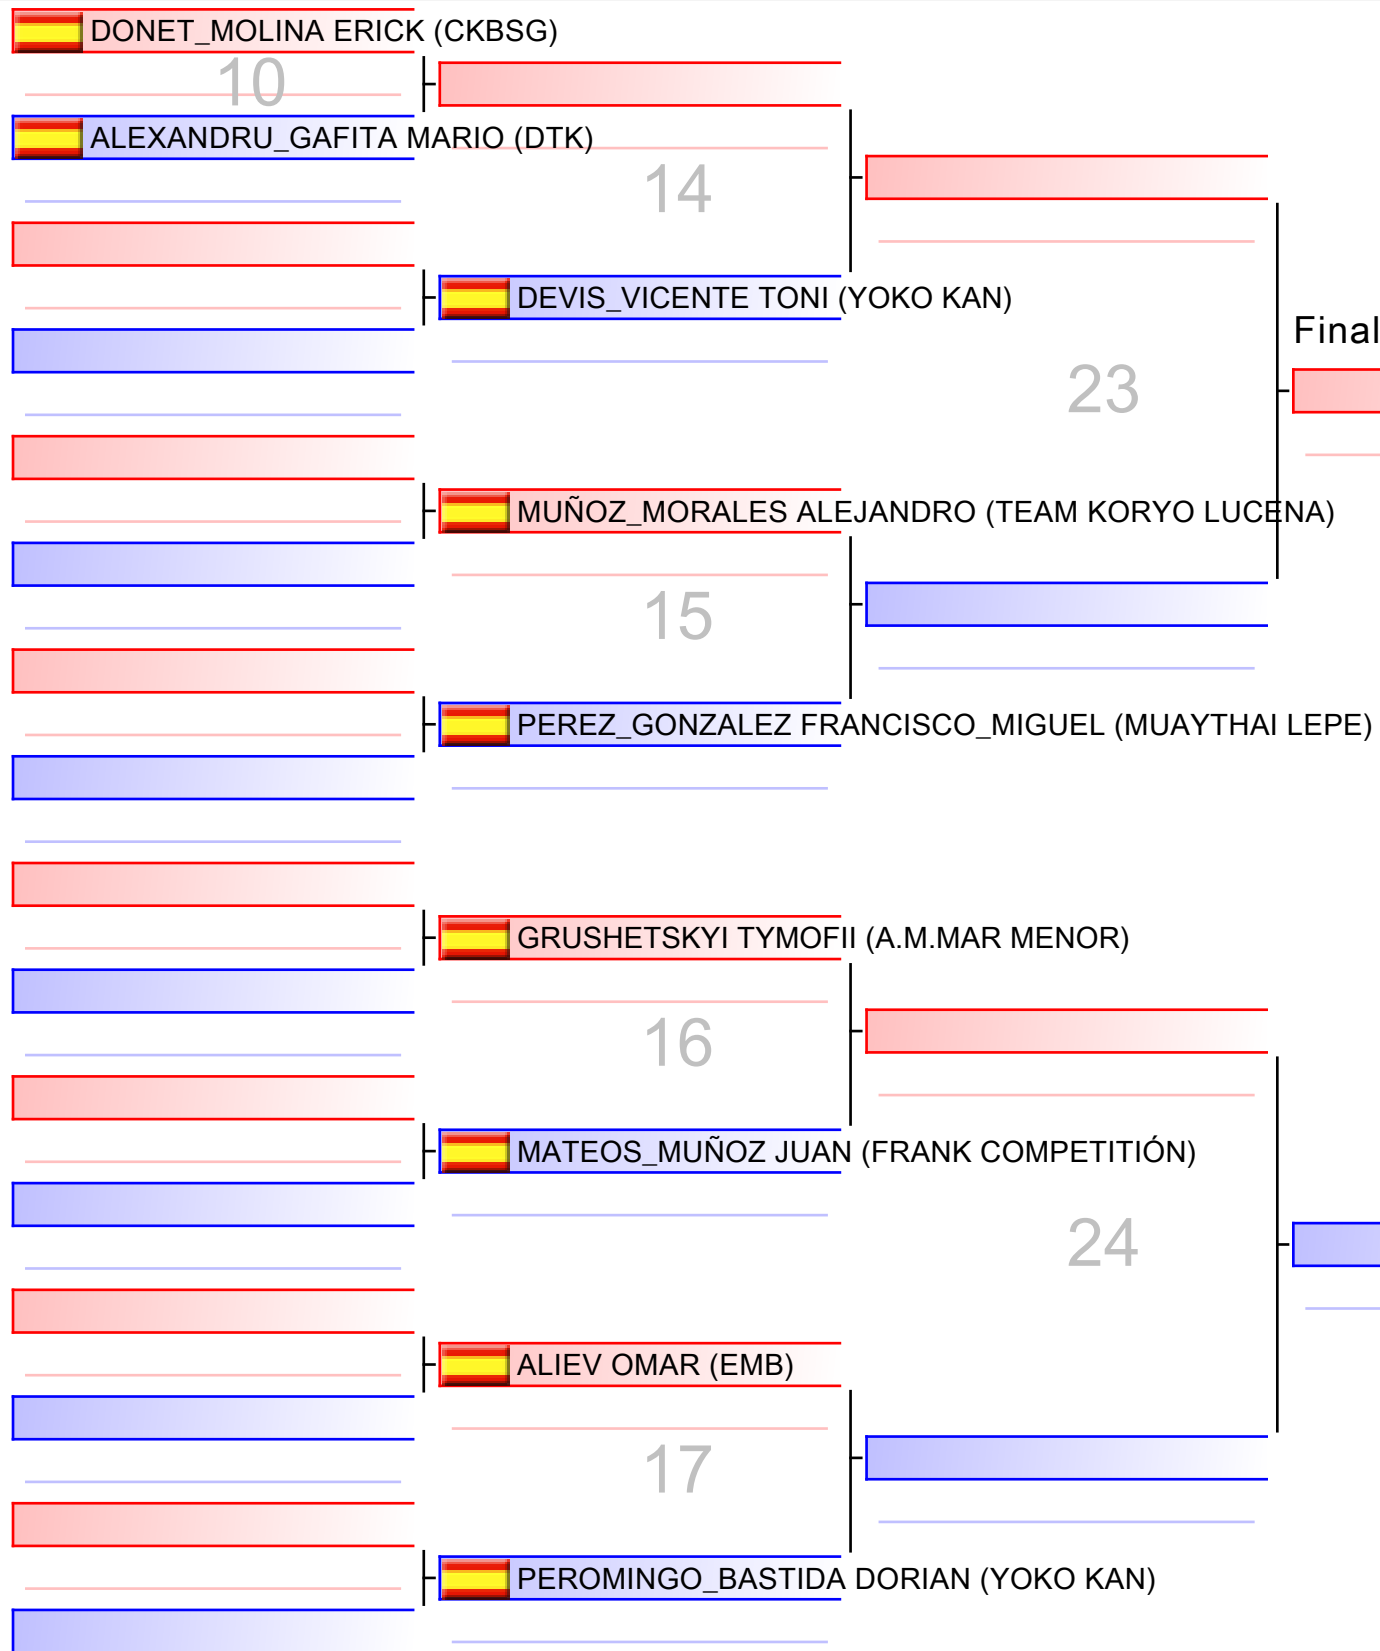 DONET_MOLINA ERICK (CKBSG)
10
ALEXANDRU_GAFITA MARIO (DTK)
14
DEVIS_VICENTE TONI (YOKO KAN)
Final
23
MUÑOZ_MORALES ALEJANDRO (TEAM KORYO LUCENA)
15
PEREZ_GONZALEZ FRANCISCO_MIGUEL (MUAYTHAI LEPE)
GRUSHETSKYI TYMOFII (A.M.MAR MENOR)
16
MATEOS_MUÑOZ JUAN (FRANK COMPETITIÓN)
24
ALIEV OMAR (EMB)
17
PEROMINGO_BASTIDA DORIAN (YOKO KAN)